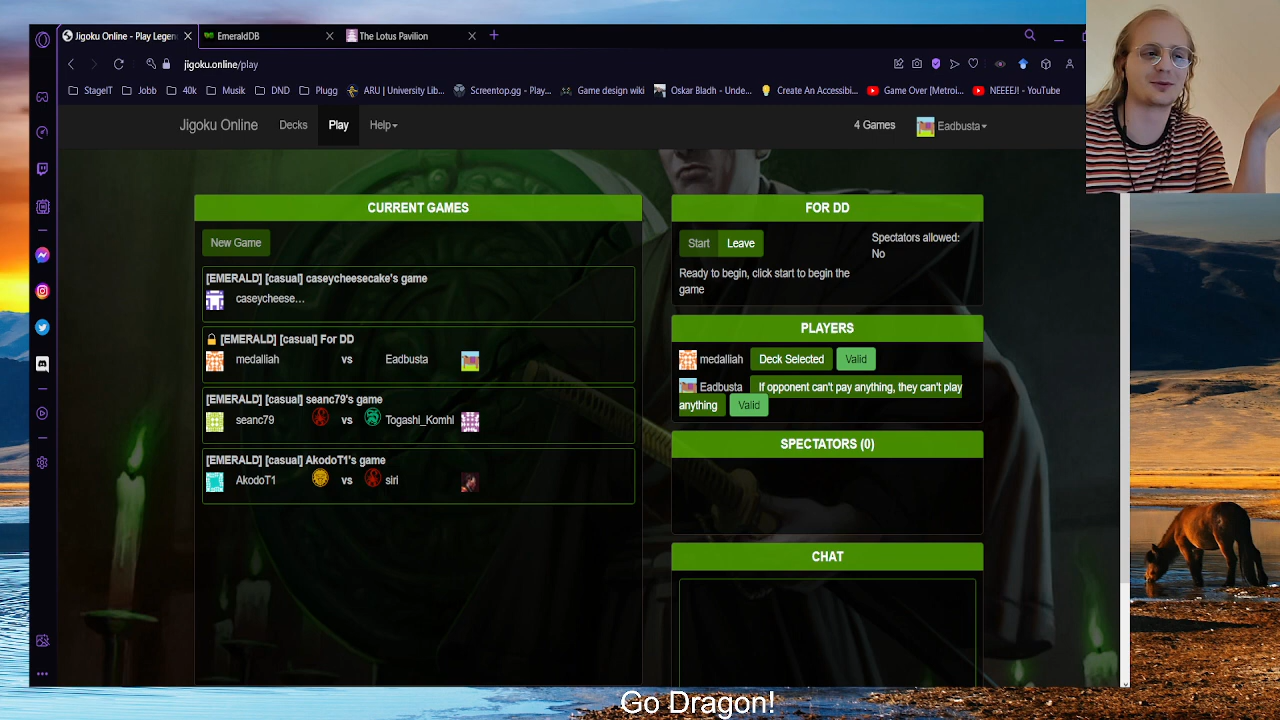 Jigoku Online - Play Legen
EmeraldDB
The Lotus Pavilion
jigoku.online/play
StageIT
Jobb
40k
Musik
DND
Plugg
ARU | University Lib...
Screentop.gg - Play...
Game design wiki
Oskar Bladh - Unde...
Create An Accessibi...
Game Over [Metroi...
NEEEEJ! - YouTube
Jigoku Online
Decks
Play
Help
4 Games
Eadbusta
CURRENT GAMES
New Game
[EMERALD] [casual] caseycheesecake's game
caseycheese...
[EMERALD] [casual] For DD
medalliah vs Eadbusta
[EMERALD] [casual] seanc79's game
seanc79 vs Togashi_Komhl
[EMERALD] [casual] AkodoT1's game
AkodoT1 vs siri
FOR DD
Start Leave
Spectators allowed:
No
Ready to begin, click start to begin the
game
PLAYERS
medalliah Deck Selected Valid
Eadbusta If opponent can't pay anything, they can't play
anything Valid
SPECTATORS (0)
CHAT
Go Dragon!